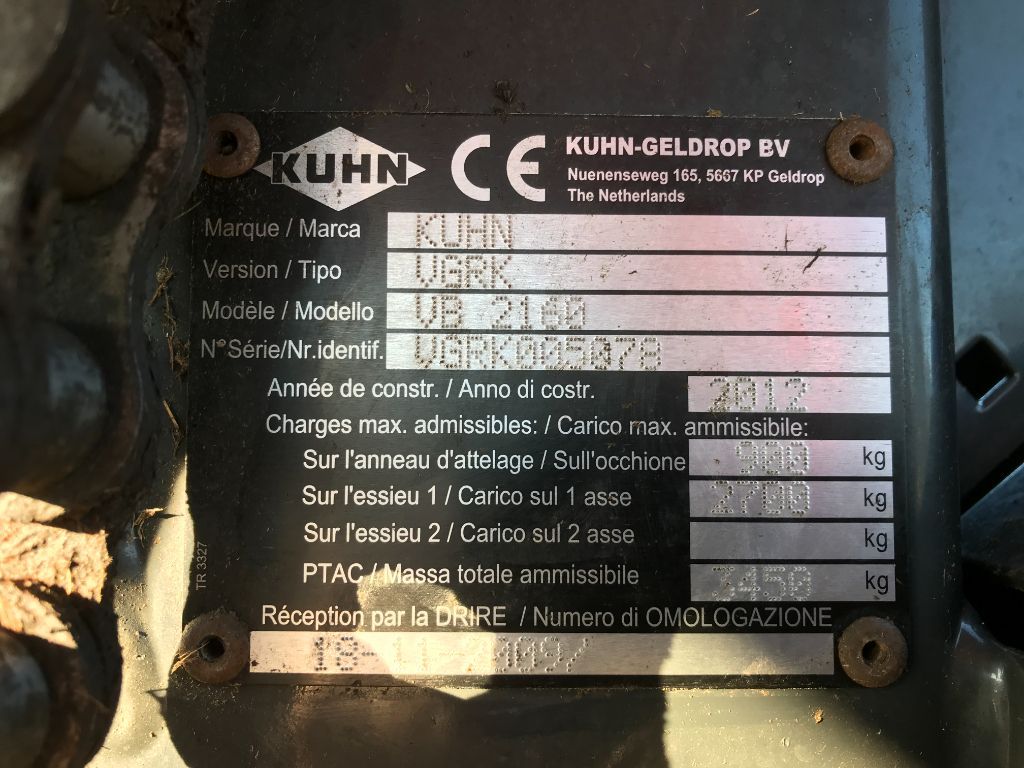 KUHN
CE
KUHN-GELDROP BV
Nuenenseweg 165, 5667 KP Geldrop
The Netherlands
Marque / Marca KUHN
Version / Tipo VGRK
Modèle / Modello VB 2160
N°Série/Nr.identif. VGRK005078
Année de constr. / Anno di costr. 2012
Charges max. admissibles: / Carico max. ammissibile:
Sur l'anneau d'attelage / Sull'occhione 900 kg
Sur l'essieu 1 / Carico sul 1 asse 2700 kg
Sur l'essieu 2 / Carico sul 2 asse kg
PTAC / Massa totale ammissibile 3450 kg
Réception par la DRIRE / Numero di OMOLOGAZIONE
18-11-2009/
TR 3327